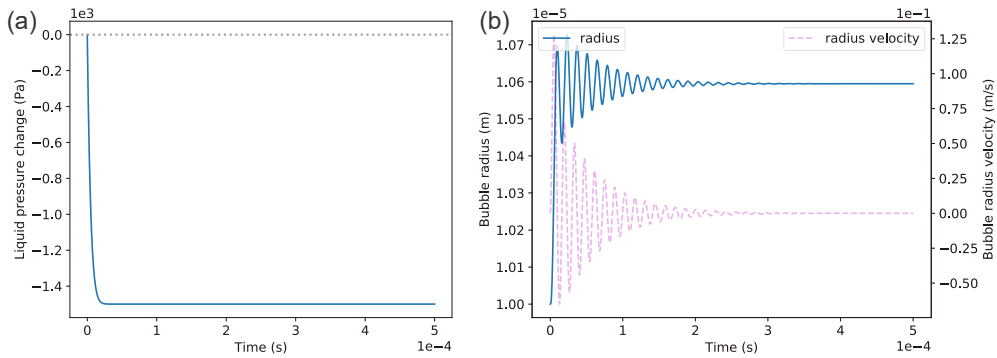 (a)
1e3
0.0
−0.2
−0.4
−0.6
−0.8
−1.0
−1.2
−1.4
Liquid pressure change (Pa)
0
1
2
3
4
5
1e−4
Time (s)
(b)
1e−5
1e−1
radius
radius velocity
1.07
1.06
1.05
1.04
1.03
1.02
1.01
1.00
Bubble radius (m)
1.25
1.00
0.75
0.50
0.25
0.00
−0.25
−0.50
Bubble radius velocity (m/s)
0
1
2
3
4
5
1e−4
Time (s)